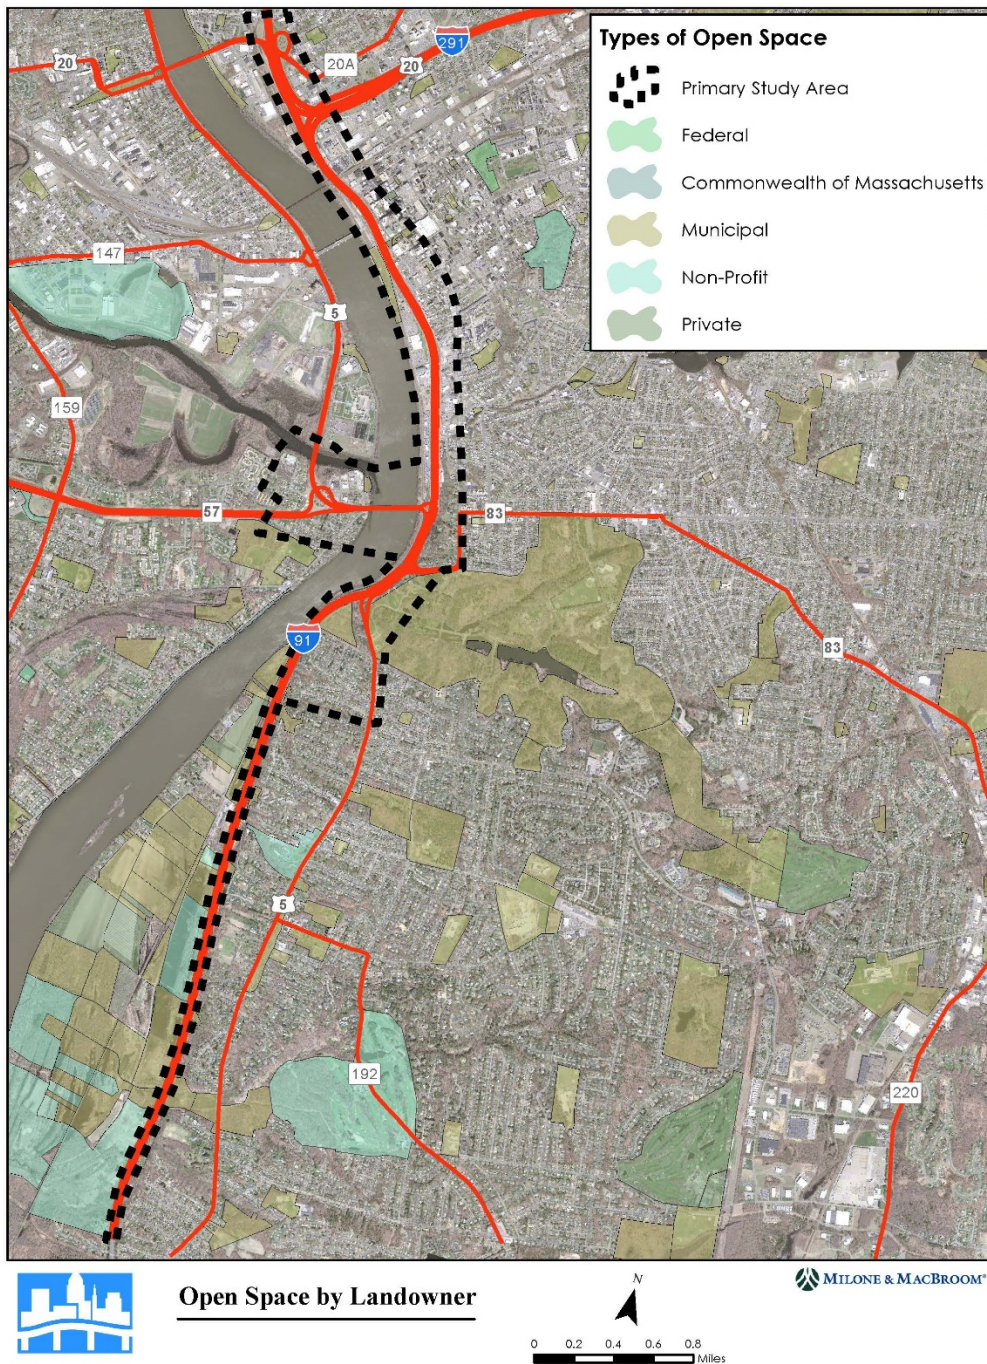 Types of Open Space
Primary Study Area
Federal
Commonwealth of Massachusetts
Municipal
Non-Profit
Private
291
20
20A
20
147
5
159
57
83
91
83
5
192
220
Open Space by Landowner
N
0 0.2 0.4 0.6 0.8
Miles
MILONE & MACBROOM®